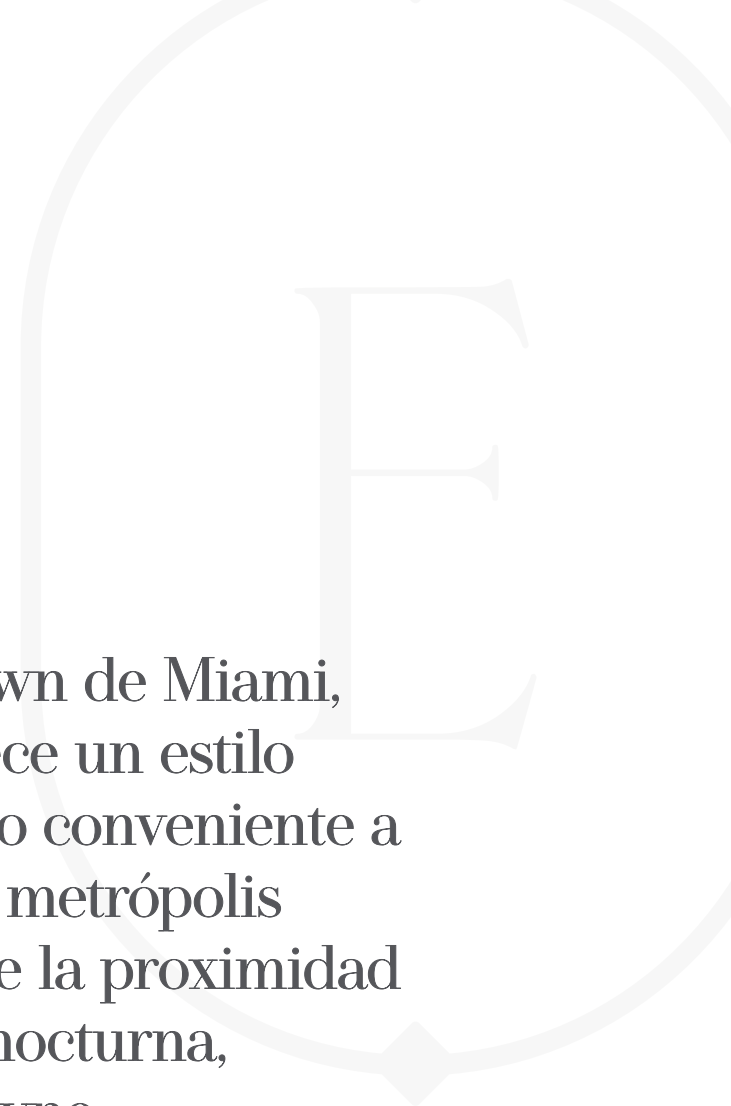 E
wn de Miami,
ce un estilo
o conveniente a
metrópolis
e la proximidad
nocturna,